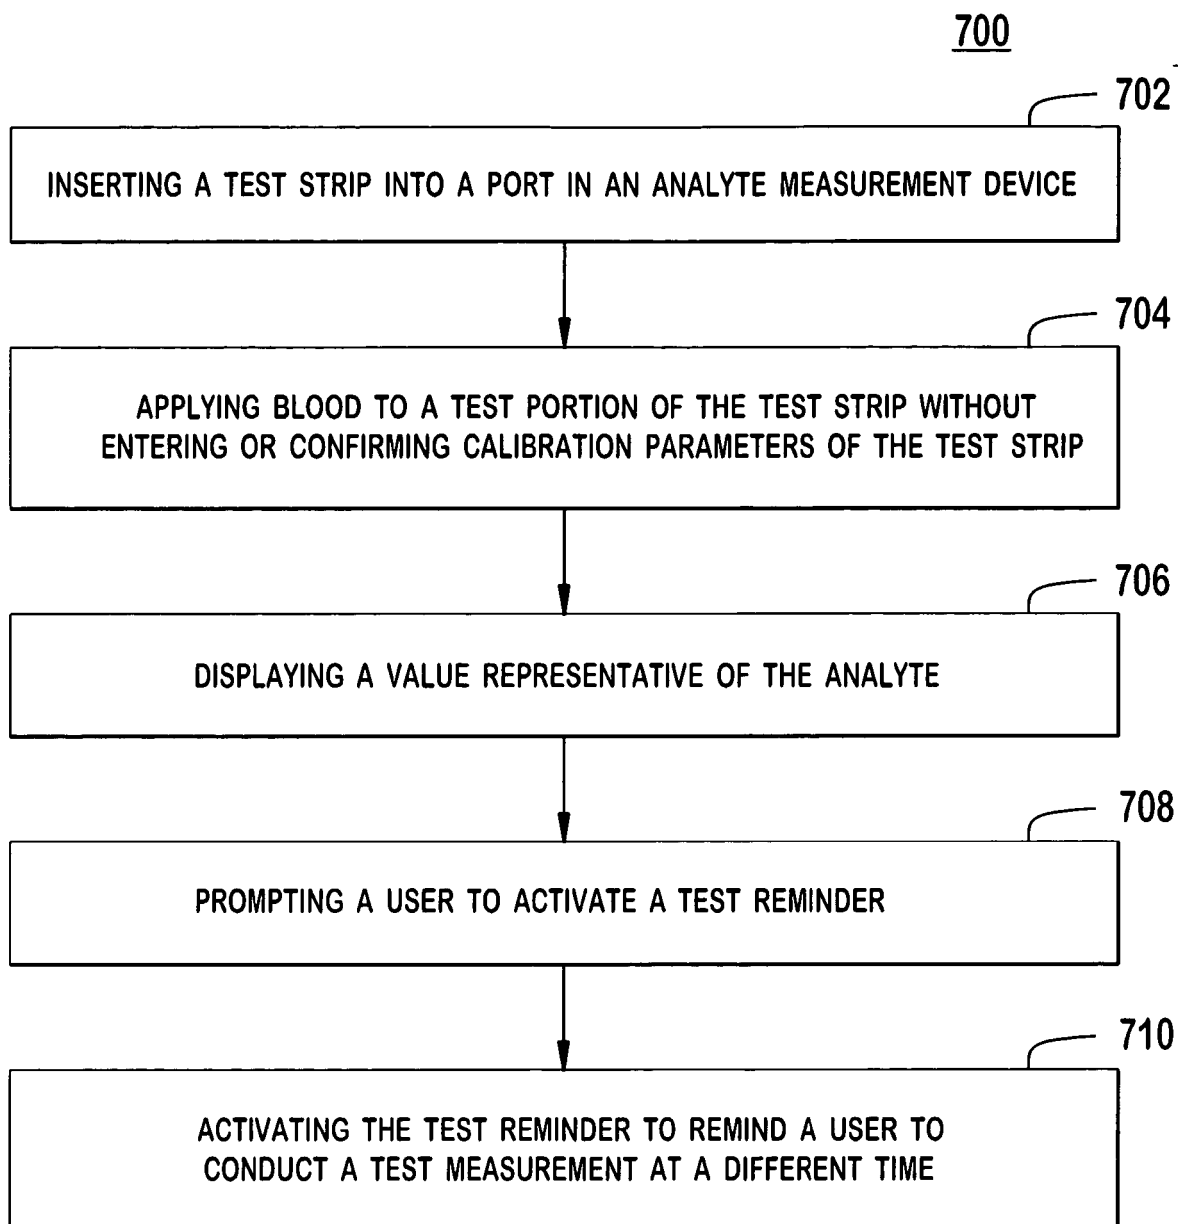 700
702
INSERTING A TEST STRIP INTO A PORT IN AN ANALYTE MEASUREMENT DEVICE
704
APPLYING BLOOD TO A TEST PORTION OF THE TEST STRIP WITHOUT
ENTERING OR CONFIRMING CALIBRATION PARAMETERS OF THE TEST STRIP
706
DISPLAYING A VALUE REPRESENTATIVE OF THE ANALYTE
708
PROMPTING A USER TO ACTIVATE A TEST REMINDER
710
ACTIVATING THE TEST REMINDER TO REMIND A USER TO
CONDUCT A TEST MEASUREMENT AT A DIFFERENT TIME